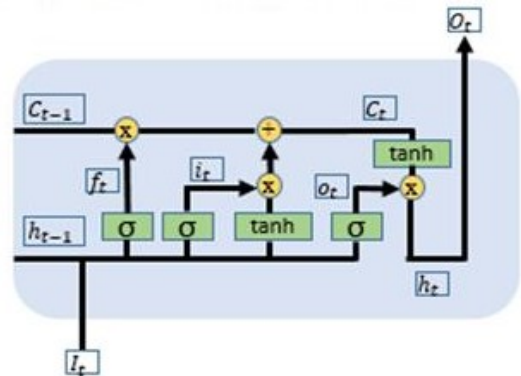 O_t
C_{t-1} x + C_t
tanh
f_t i_t x o_t x
h_{t-1} σ σ tanh σ
h_t
I_t